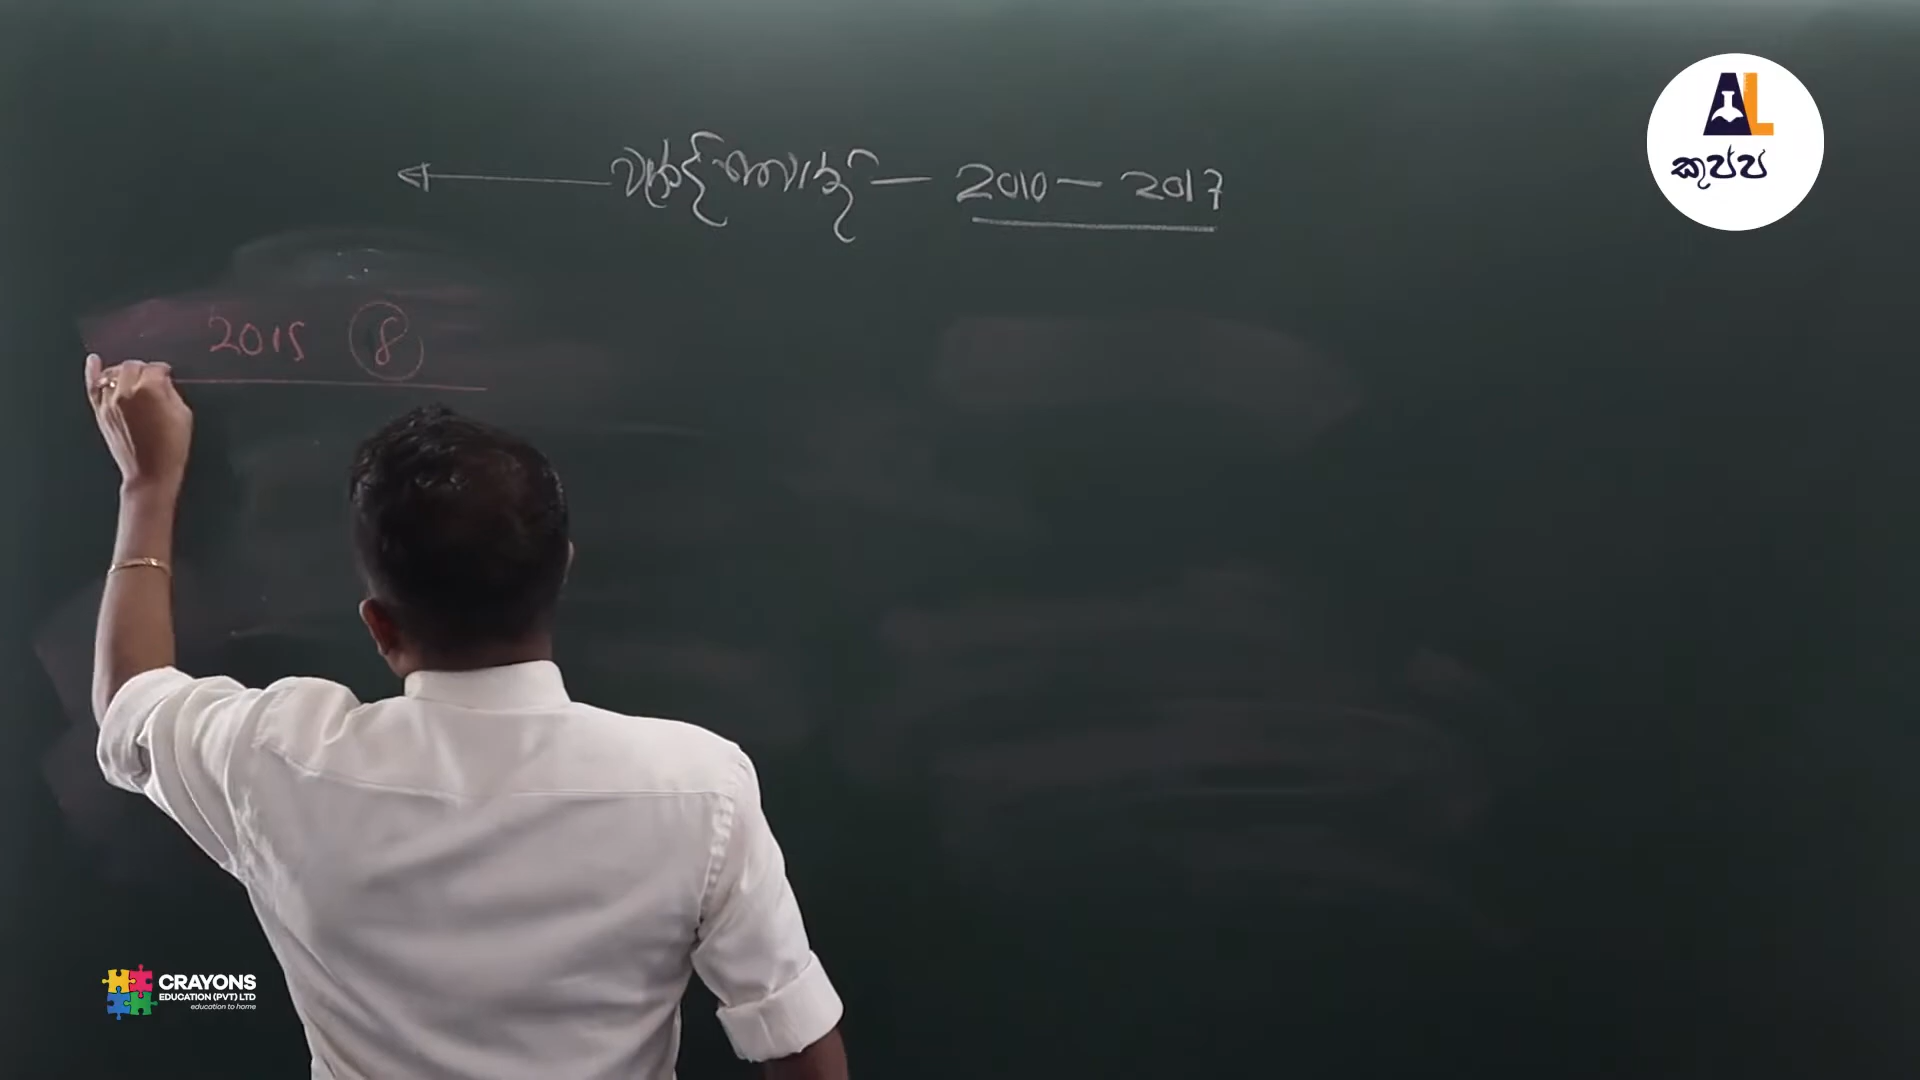 2010 – 2017
2015 ⑧
AL
කුප්ප
CRAYONS
EDUCATION (PVT) LTD
education to home